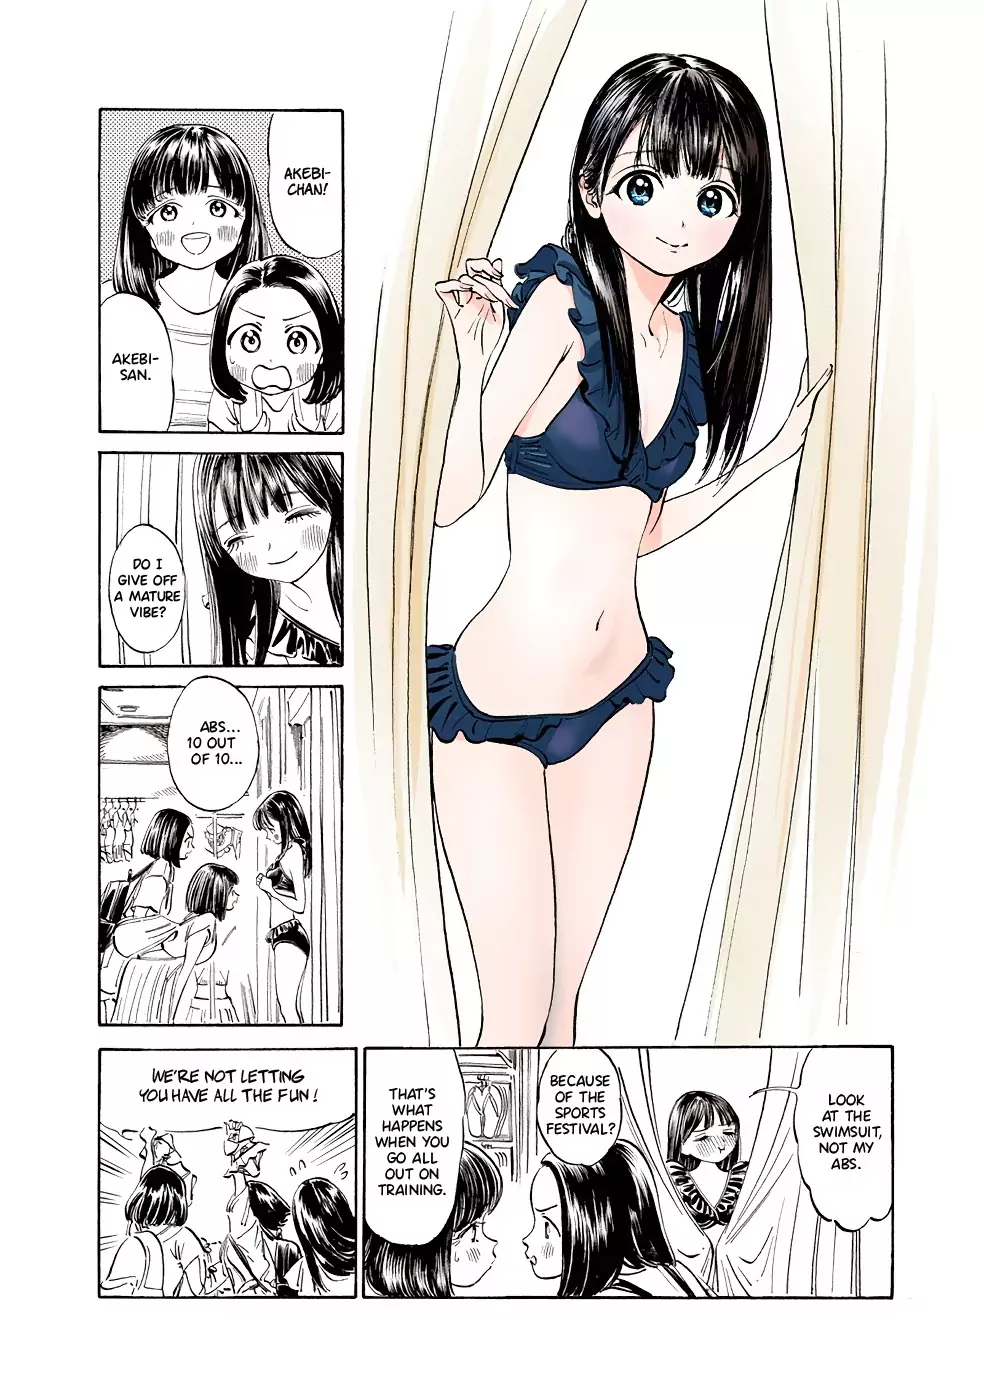 AKEBI-
CHAN!
AKEBI-
SAN.
DO I
GIVE OFF
A MATURE
VIBE?
ABS...
10 OUT
OF 10...
LOOK
AT THE
SWIMSUIT,
NOT MY
ABS.
BECAUSE
OF THE
SPORTS
FESTIVAL?
THAT'S
WHAT
HAPPENS
WHEN YOU
GO ALL
OUT ON
TRAINING.
WE'RE NOT LETTING
YOU HAVE ALL THE FUN!